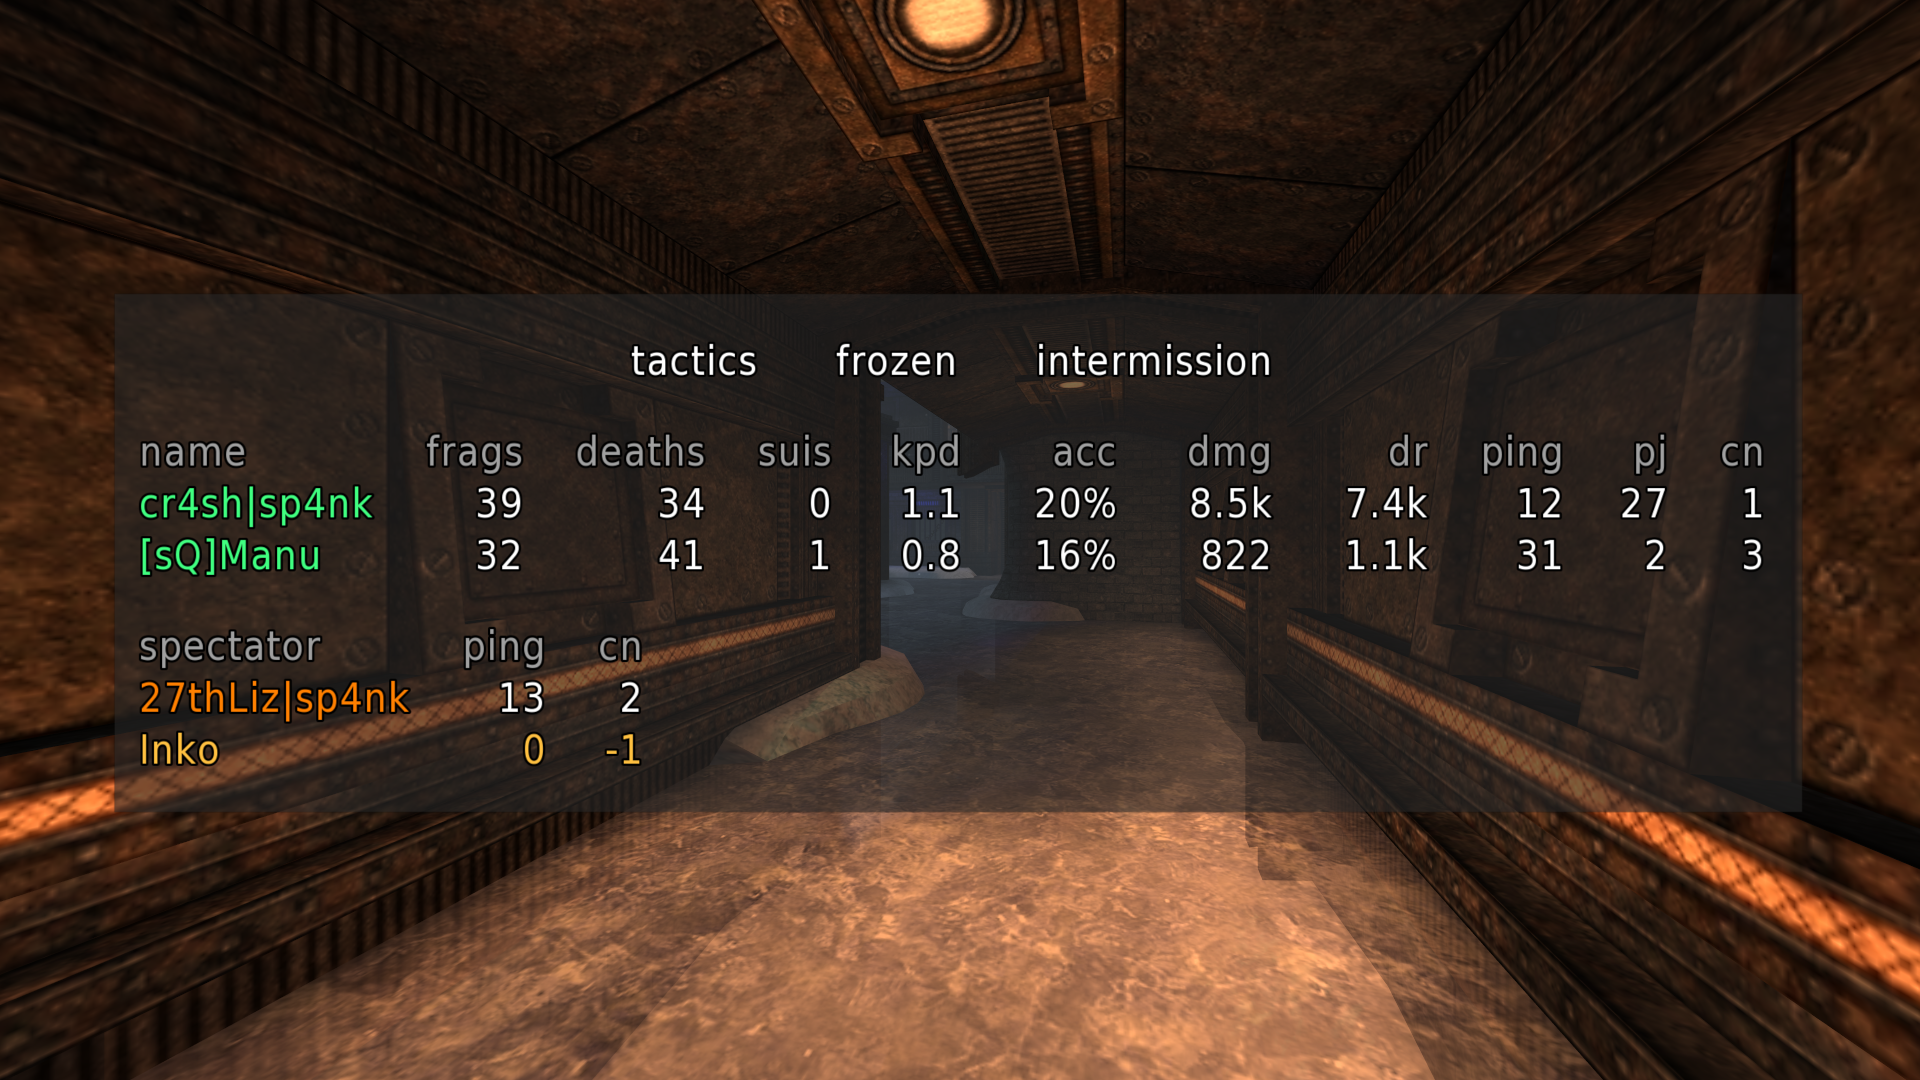 tactics frozen intermission
name frags deaths suis kpd acc dmg dr ping pj cn
cr4sh|sp4nk 39 34 0 1.1 20% 8.5k 7.4k 12 27 1
[sQ]Manu 32 41 1 0.8 16% 822 1.1k 31 2 3
spectator ping cn
27thLiz|sp4nk 13 2
Inko 0 -1